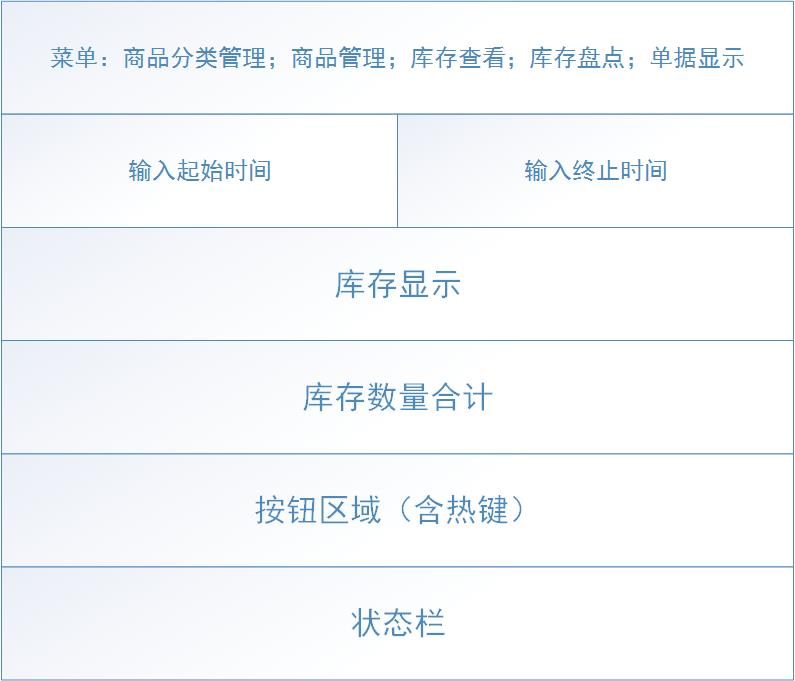 菜单：商品分类管理；商品管理；库存查看；库存盘点；单据显示
输入起始时间
输入终止时间
库存显示
库存数量合计
按钮区域（含热键）
状态栏